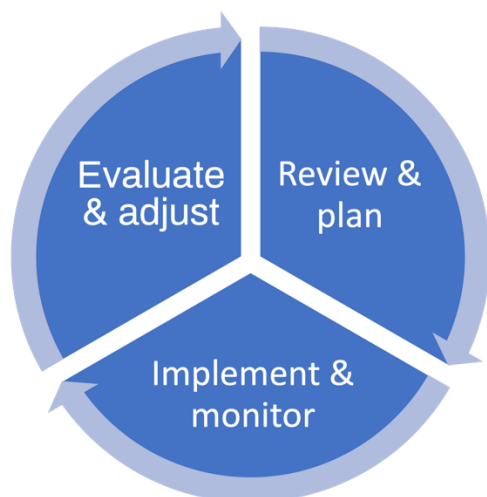 Evaluate
& adjust
Review &
plan
Implement &
monitor